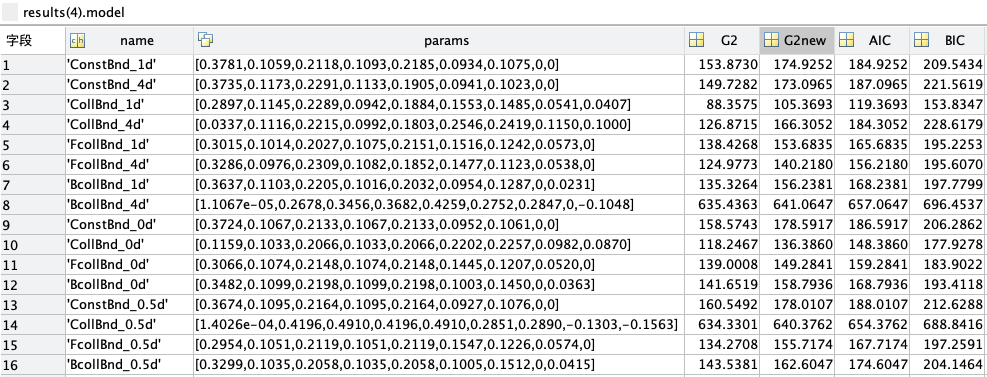 results(4).model
字段 name params G2 G2new AIC BIC
1 'ConstBnd_1d' [0.3781,0.1059,0.2118,0.1093,0.2185,0.0934,0.1075,0,0] 153.8730 174.9252 184.9252 209.5434
2 'ConstBnd_4d' [0.3735,0.1173,0.2291,0.1133,0.1905,0.0941,0.1023,0,0] 149.7282 173.0965 187.0965 221.5619
3 'CollBnd_1d' [0.2897,0.1145,0.2289,0.0942,0.1884,0.1553,0.1485,0.0541,0.0407] 88.3575 105.3693 119.3693 153.8347
4 'CollBnd_4d' [0.0337,0.1116,0.2215,0.0992,0.1803,0.2546,0.2419,0.1150,0.1000] 126.8715 166.3052 184.3052 228.6179
5 'FcollBnd_1d' [0.3015,0.1014,0.2027,0.1075,0.2151,0.1516,0.1242,0.0573,0] 138.4268 153.6835 165.6835 195.2253
6 'FcollBnd_4d' [0.3286,0.0976,0.2309,0.1082,0.1852,0.1477,0.1123,0.0538,0] 124.9773 140.2180 156.2180 195.6070
7 'BcollBnd_1d' [0.3637,0.1103,0.2205,0.1016,0.2032,0.0954,0.1287,0,0.0231] 135.3264 156.2381 168.2381 197.7799
8 'BcollBnd_4d' [1.1067e-05,0.2678,0.3456,0.3682,0.4259,0.2752,0.2847,0,-0.1048] 635.4363 641.0647 657.0647 696.4537
9 'ConstBnd_0d' [0.3724,0.1067,0.2133,0.1067,0.2133,0.0952,0.1061,0,0] 158.5743 178.5917 186.5917 206.2862
10 'CollBnd_0d' [0.1159,0.1033,0.2066,0.1033,0.2066,0.2202,0.2257,0.0982,0.0870] 118.2467 136.3860 148.3860 177.9278
11 'FcollBnd_0d' [0.3066,0.1074,0.2148,0.1074,0.2148,0.1445,0.1207,0.0520,0] 139.0008 149.2841 159.2841 183.9022
12 'BcollBnd_0d' [0.3482,0.1099,0.2198,0.1099,0.2198,0.1003,0.1450,0,0.0363] 141.6519 158.7936 168.7936 193.4118
13 'ConstBnd_0.5d' [0.3674,0.1095,0.2164,0.1095,0.2164,0.0927,0.1076,0,0] 160.5492 178.0107 188.0107 212.6288
14 'CollBnd_0.5d' [1.4026e-04,0.4196,0.4910,0.4196,0.4910,0.2851,0.2890,-0.1303,-0.1563] 634.3301 640.3762 654.3762 688.8416
15 'FcollBnd_0.5d' [0.2954,0.1051,0.2119,0.1051,0.2119,0.1547,0.1226,0.0574,0] 134.2708 155.7174 167.7174 197.2591
16 'BcollBnd_0.5d' [0.3299,0.1035,0.2058,0.1035,0.2058,0.1005,0.1512,0,0.0415] 143.5381 162.6047 174.6047 204.1464